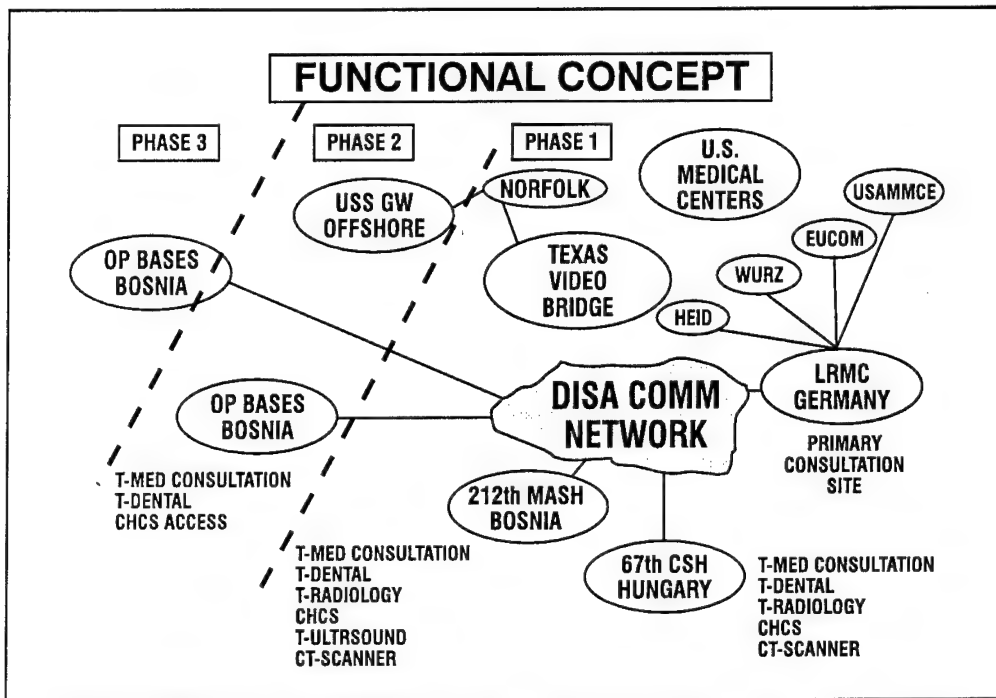 FUNCTIONAL CONCEPT
PHASE 3
PHASE 2
PHASE 1
U.S.
MEDICAL
CENTERS
USS GW
OFFSHORE
NORFOLK
USAMMCE
EUCOM
WURZ
HEID
TEXAS
VIDEO
BRIDGE
OP BASES
BOSNIA
LRMC
GERMANY
PRIMARY
CONSULTATION
SITE
DISA COMM
NETWORK
OP BASES
BOSNIA
T-MED CONSULTATION
T-DENTAL
CHCS ACCESS
212th MASH
BOSNIA
67th CSH
HUNGARY
T-MED CONSULTATION
T-DENTAL
T-RADIOLOGY
CHCS
T-ULTRSOUND
CT-SCANNER
T-MED CONSULTATION
T-DENTAL
T-RADIOLOGY
CHCS
CT-SCANNER